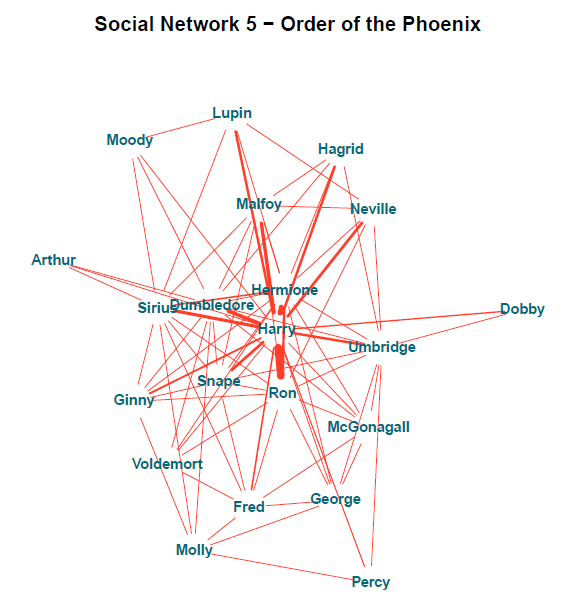 Social Network 5 − Order of the Phoenix
Lupin
Moody
Hagrid
Malfoy
Neville
Arthur
Hermione
Sirius
Dumbledore
Dobby
Harry
Umbridge
Snape
Ron
Ginny
McGonagall
Voldemort
George
Fred
Molly
Percy